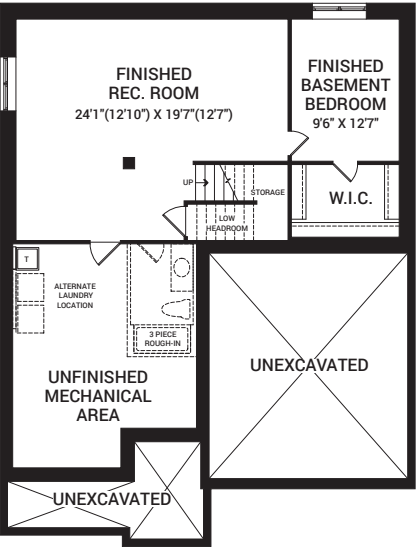 FINISHED
REC. ROOM
24'1"(12'10") X 19'7"(12'7")
FINISHED
BASEMENT
BEDROOM
9'6" X 12'7"
UP
STORAGE
W.I.C.
LOW
HEADROOM
T
ALTERNATE
LAUNDRY
LOCATION
3 PIECE
ROUGH-IN
UNFINISHED
MECHANICAL
AREA
UNEXCAVATED
UNEXCAVATED